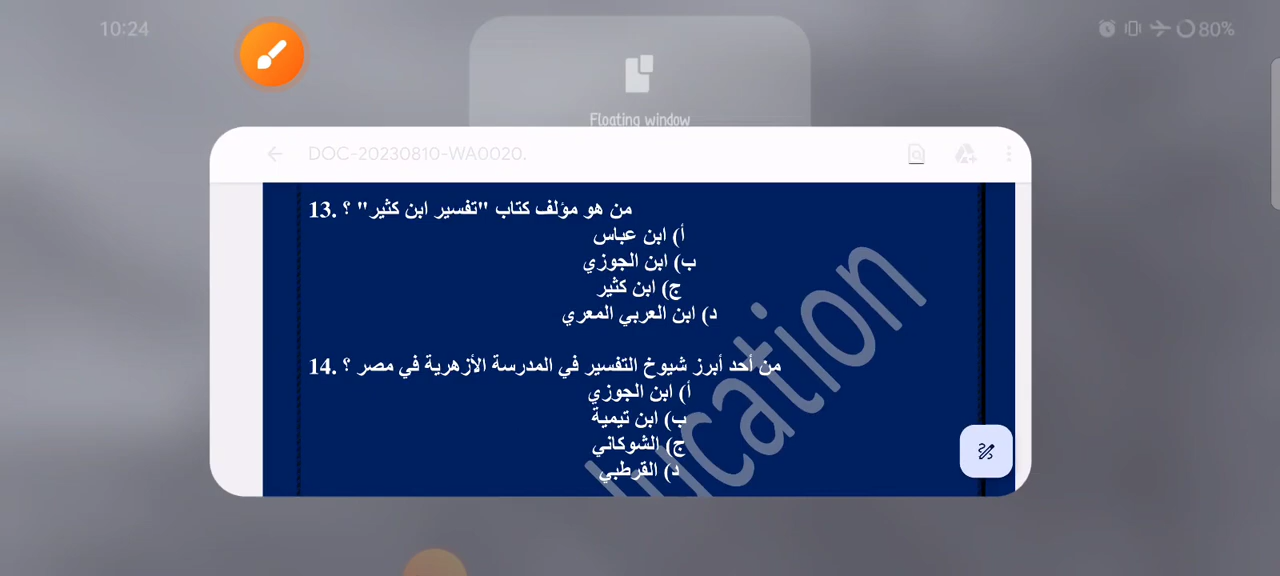 10:24
80%
Floating window
DOC-20230810-WA0020.
13. من هو مؤلف كتاب "تفسير ابن كثير" ؟
أ) ابن عباس
ب) ابن الجوزي
ج) ابن كثير
د) ابن العربي المعري
14. من أحد أبرز شيوخ التفسير في المدرسة الأزهرية في مصر ؟
أ) ابن الجوزي
ب) ابن تيمية
ج) الشوكاني
د) القرطبي